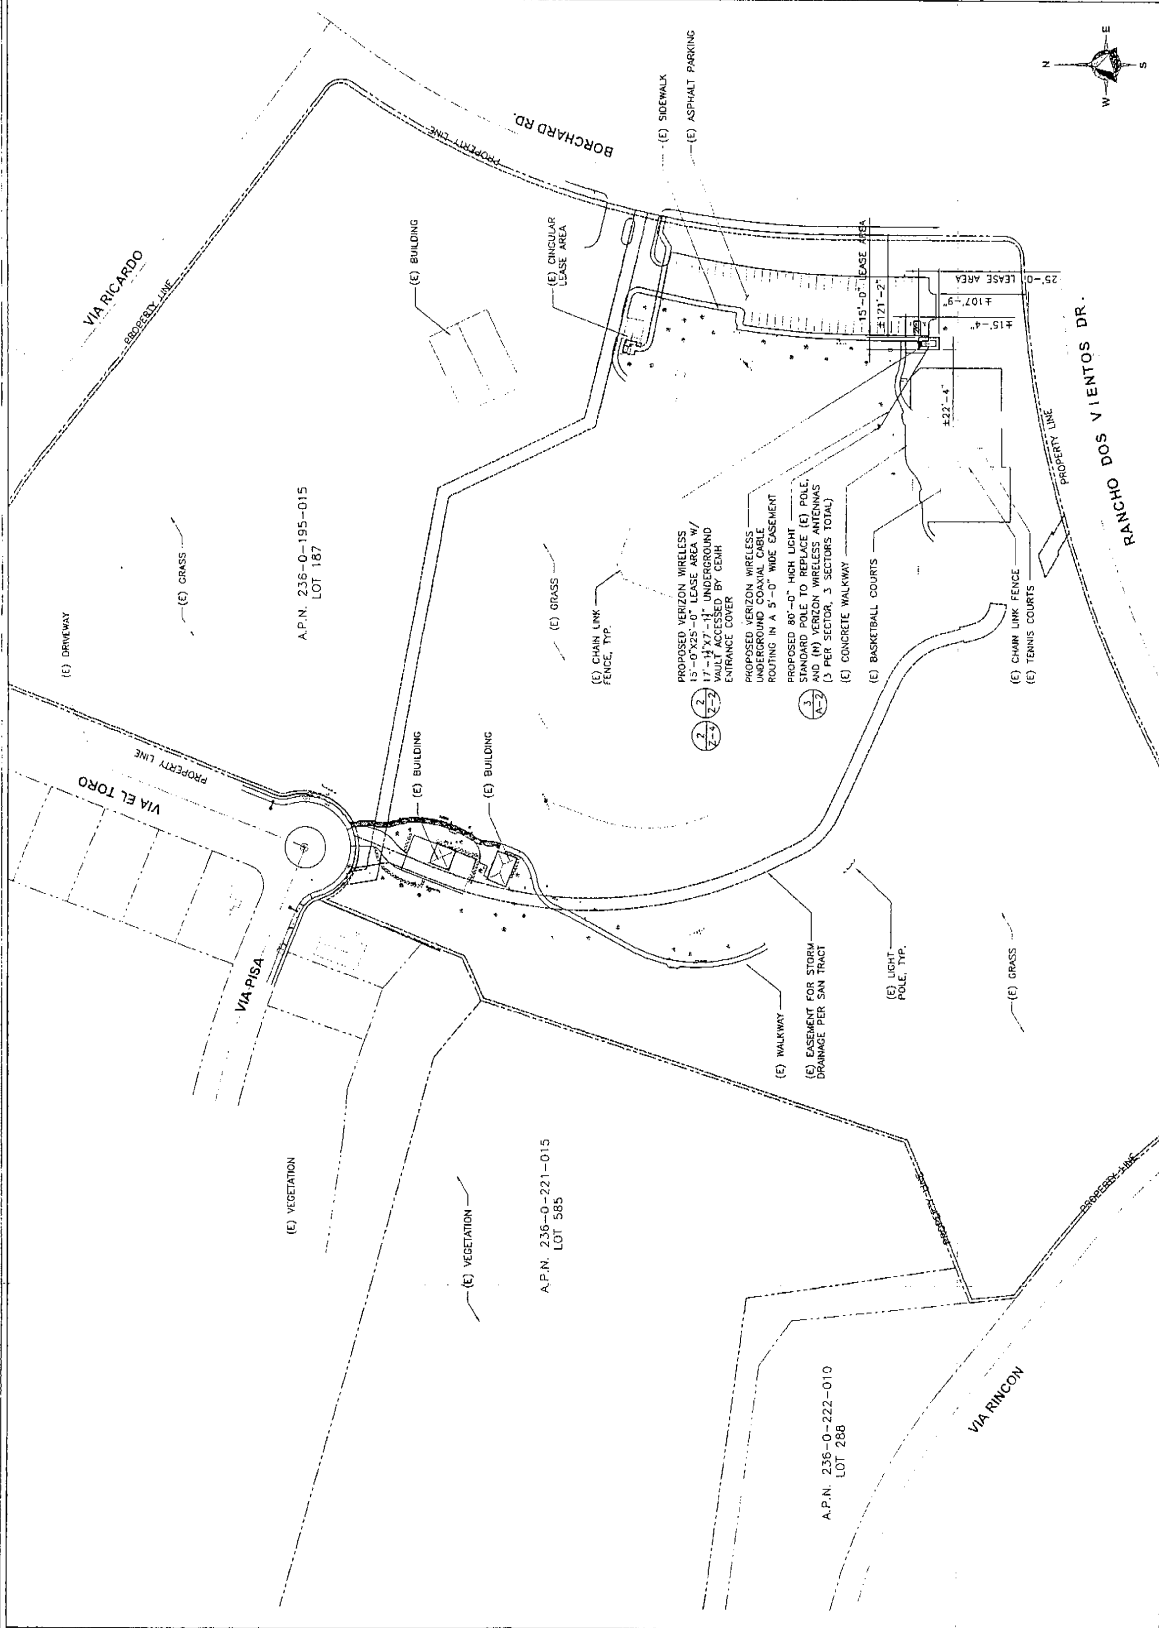 N
W
E
S
VIA RICARDO
PROPERTY LINE
BORCHARD RD.
PROPERTY LINE
(E) SIDEWALK
(E) ASPHALT PARKING
(E) BUILDING
(E) CINGULAR
LEASE AREA
(E) DRIVEWAY
(E) GRASS
A.P.N. 236-0-195-015
LOT 187
(E) GRASS
(E) CHAIN LINK
FENCE, TYP.
15'-0" LEASE AREA
±121'-2"
25'-0" LEASE AREA
±107'-9"
±15'-4"
±22'-4"
PROPOSED VERIZON WIRELESS
15'-0"X25'-0" LEASE AREA W/
UNDERGROUND
VAULT ACCESSED BY CEMH
ENTRANCE COVER
2
Z-4
2
Z-2
PROPOSED VERIZON WIRELESS
UNDERGROUND COAXIAL CABLE
ROUTING IN A 5'-0" WIDE EASEMENT
PROPOSED 80'-0" HIGH LIGHT
STANDARD POLE TO REPLACE (E) POLE,
AND (N) VERIZON WIRELESS ANTENNAS
(3 PER SECTOR, 3 SECTORS TOTAL)
3
A-2
(E) CONCRETE WALKWAY
(E) BASKETBALL COURTS
(E) CHAIN LINK FENCE
(E) TENNIS COURTS
PROPERTY LINE
RANCHO DOS VIENTOS DR.
PROPERTY LINE
VIA EL TORO
(E) BUILDING
(E) BUILDING
VIA PISA
(E) WALKWAY
(E) EASEMENT FOR STORM
DRAINAGE PER SAN TRACT
(E) LIGHT
POLE, TYP.
(E) GRASS
(E) VEGETATION
(E) VEGETATION
A.P.N. 236-0-221-015
LOT 585
PROPERTY LINE
PROPERTY LINE
A.P.N. 236-0-222-010
LOT 288
VIA RINCON